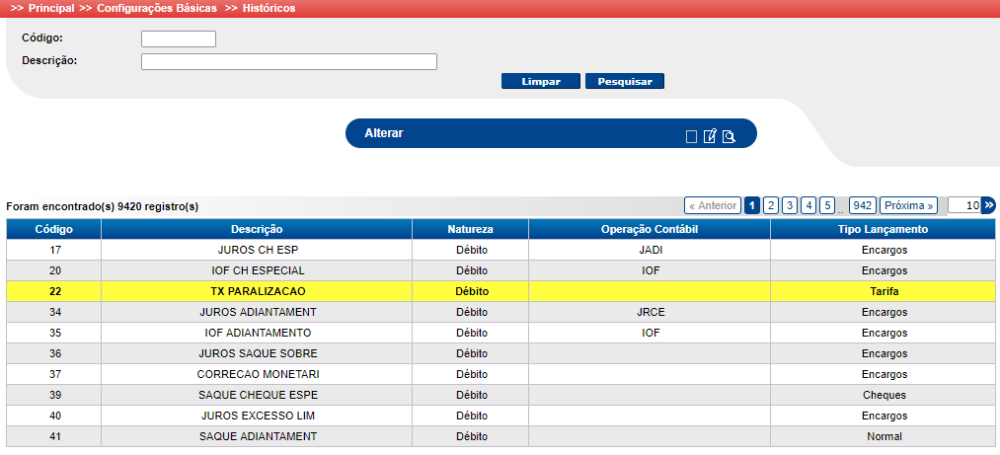 >> Principal >> Configurações Básicas >> Históricos
Código:
Descrição:
Limpar Pesquisar
Alterar
Foram encontrado(s) 9420 registro(s) « Anterior 1 2 3 4 5 .. 942 Próxima » 10 »
Código Descrição Natureza Operação Contábil Tipo Lançamento
17 JUROS CH ESP Débito JADI Encargos
20 IOF CH ESPECIAL Débito IOF Encargos
22 TX PARALIZACAO Débito Tarifa
34 JUROS ADIANTAMENT Débito JRCE Encargos
35 IOF ADIANTAMENTO Débito IOF Encargos
36 JUROS SAQUE SOBRE Débito Encargos
37 CORRECAO MONETARI Débito Encargos
39 SAQUE CHEQUE ESPE Débito Cheques
40 JUROS EXCESSO LIM Débito Encargos
41 SAQUE ADIANTAMENT Débito Normal